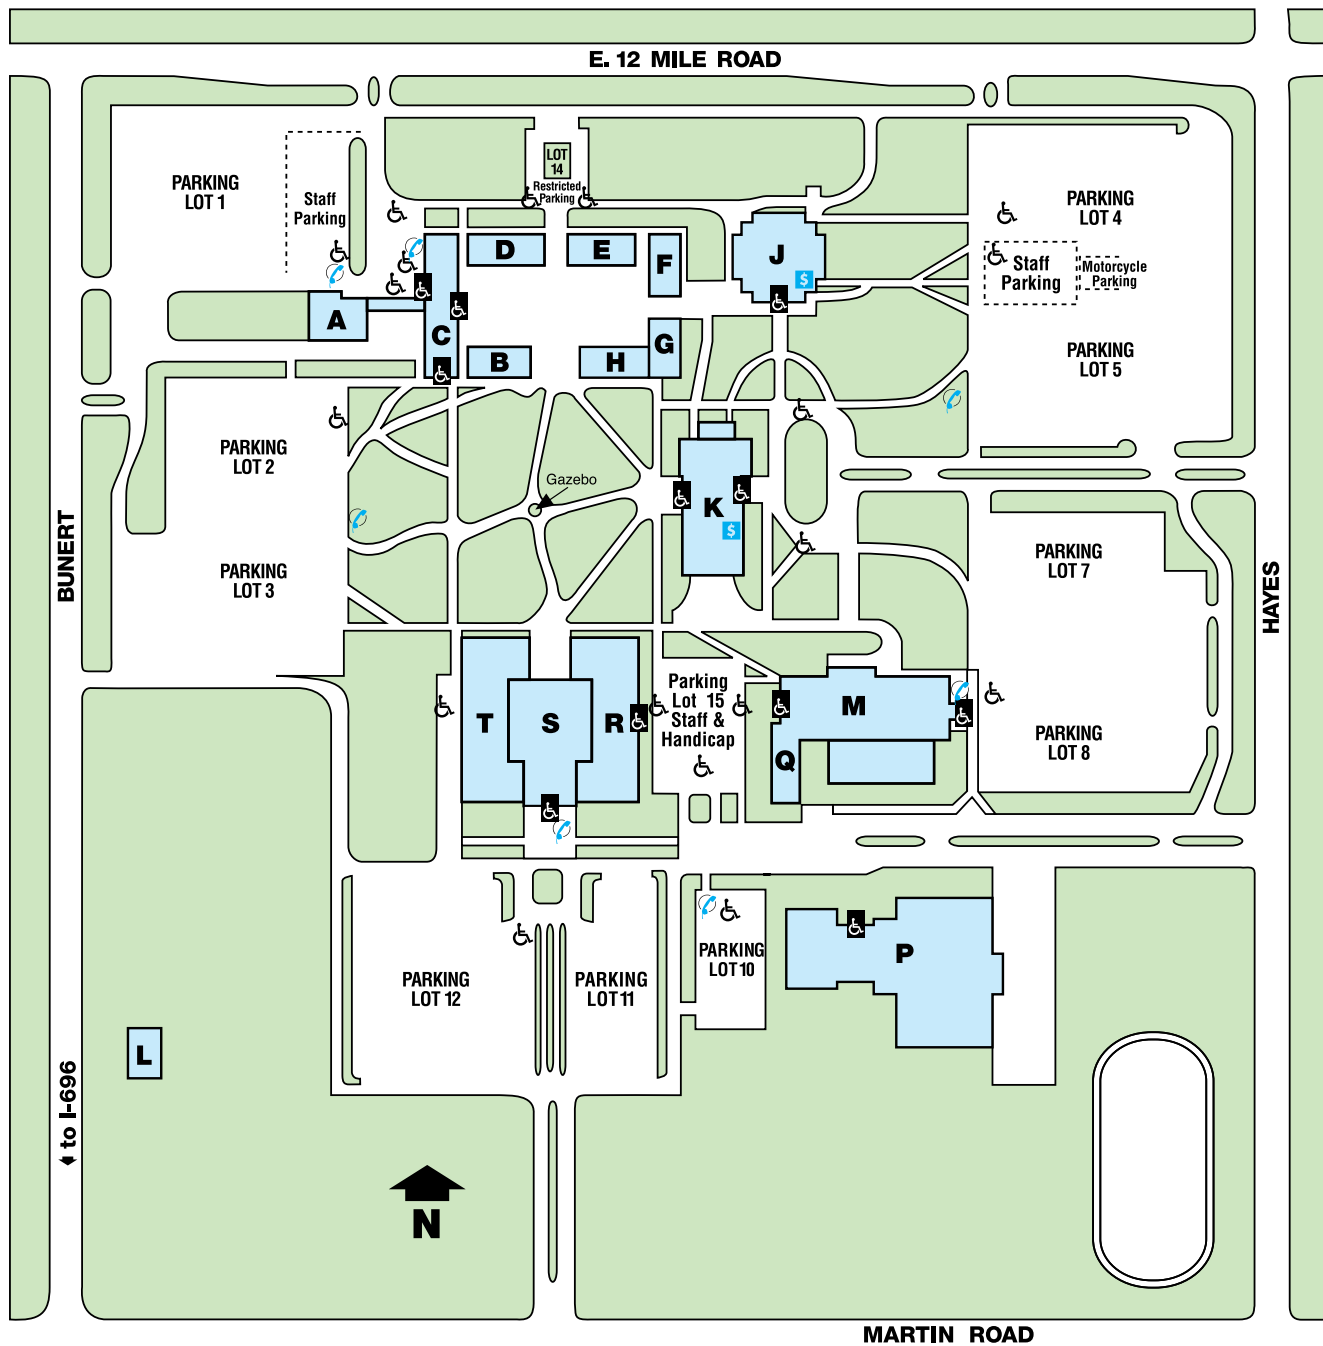 E. 12 MILE ROAD
LOT
14
Restricted
Parking
PARKING
LOT 1
Staff
Parking
PARKING
LOT 4
D
E
F
J
$
Staff
Parking
Motorcycle
Parking
A
C
B
H
G
PARKING
LOT 5
PARKING
LOT 2
Gazebo
K
$
BUNERT
PARKING
LOT 3
PARKING
LOT 7
HAYES
Parking
Lot 15
Staff &
Handicap
T
S
R
M
Q
PARKING
LOT 8
PARKING
LOT 12
PARKING
LOT 11
PARKING
LOT 10
P
L
to I-696
N
MARTIN ROAD